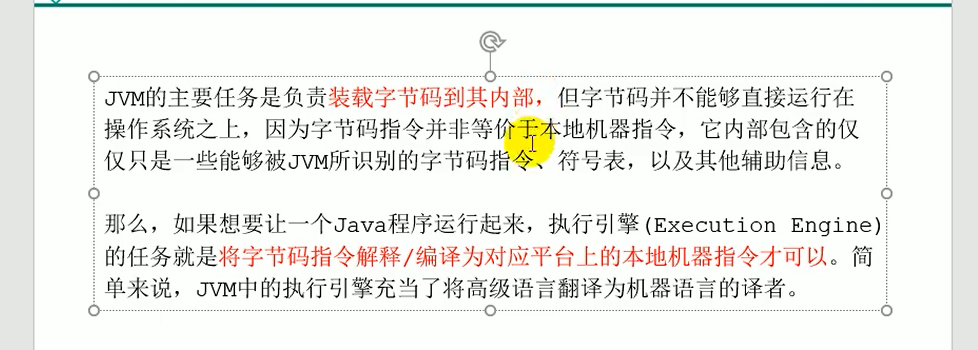 JVM的主要任务是负责装载字节码到其内部，但字节码并不能够直接运行在
操作系统之上，因为字节码指令并非等价于本地机器指令，它内部包含的仅
仅只是一些能够被JVM所识别的字节码指令、符号表，以及其他辅助信息。
那么，如果想要让一个Java程序运行起来，执行引擎(Execution Engine)
的任务就是将字节码指令解释/编译为对应平台上的本地机器指令才可以。简
单来说，JVM中的执行引擎充当了将高级语言翻译为机器语言的译者。